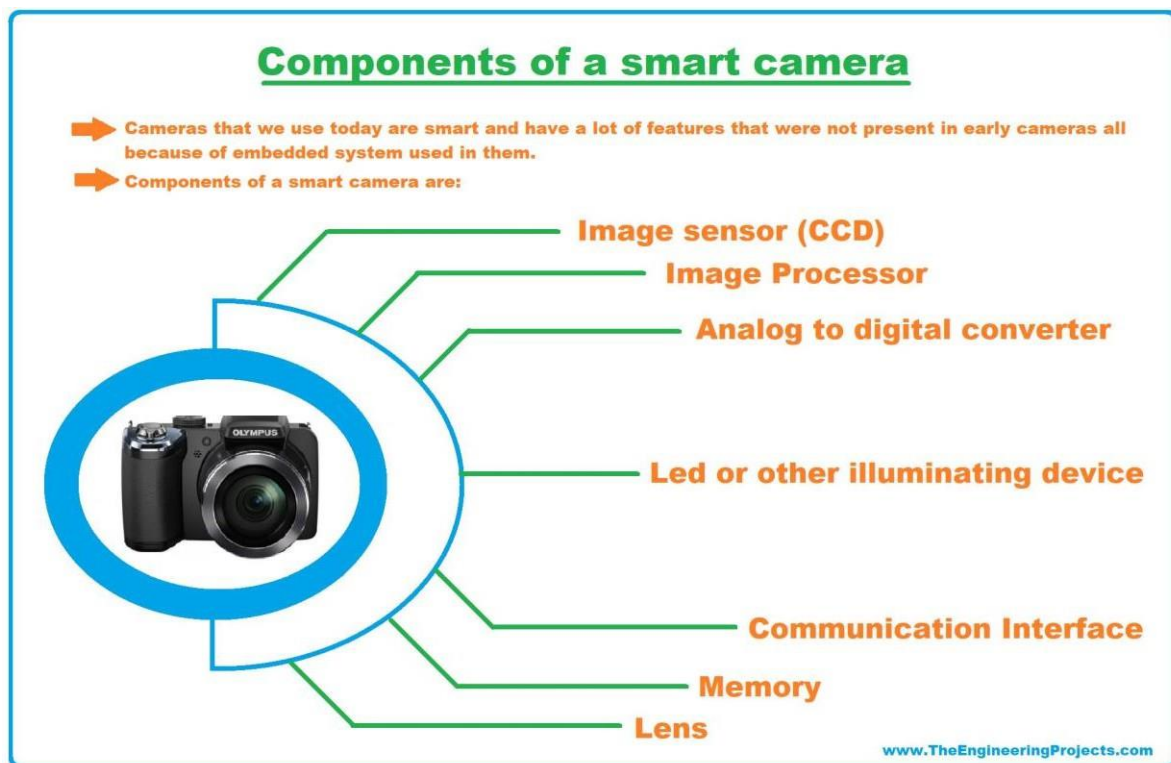 Components of a smart camera
Cameras that we use today are smart and have a lot of features that were not present in early cameras all
because of embedded system used in them.
Components of a smart camera are:
Image sensor (CCD)
Image Processor
Analog to digital converter
OLYMPUS
Led or other illuminating device
Communication Interface
Memory
Lens
www.TheEngineeringProjects.com